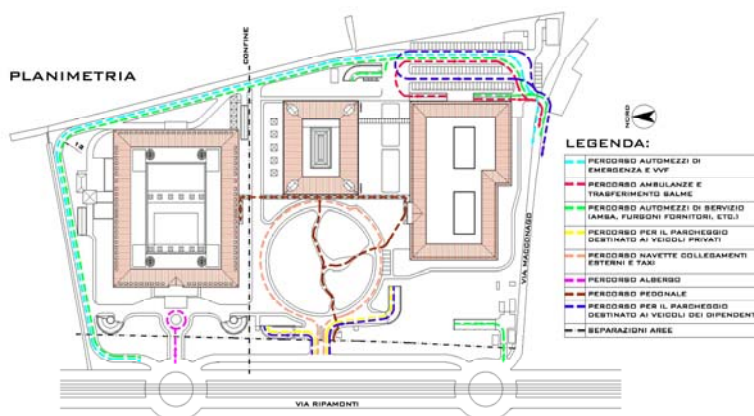 PLANIMETRIA
CONFINE
12
NORD
LEGENDA:
PERCORSO AUTOMEZZI DI
EMERGENZA E VVF
PERCORSO AMBULANZE E
TRASFERIMENTO SALME
PERCORSO AUTOMEZZI DI SERVIZIO
(AMSA, FURGONI FORNITORI, ETC.)
PERCORSO PER IL PARCHEGGIO
DESTINATO AI VEICOLI PRIVATI
PERCORSO NAVETTE COLLEGAMENTI
ESTERNI E TAXI
PERCORSO ALBERGO
PERCORSO PEDONALE
PERCORSO PER IL PARCHEGGIO
DESTINATO AI VEICOLI DEI DIPENDENT
SEPARAZIONI AREE
VIA MACCONAGO
VIA RIPAMONTI